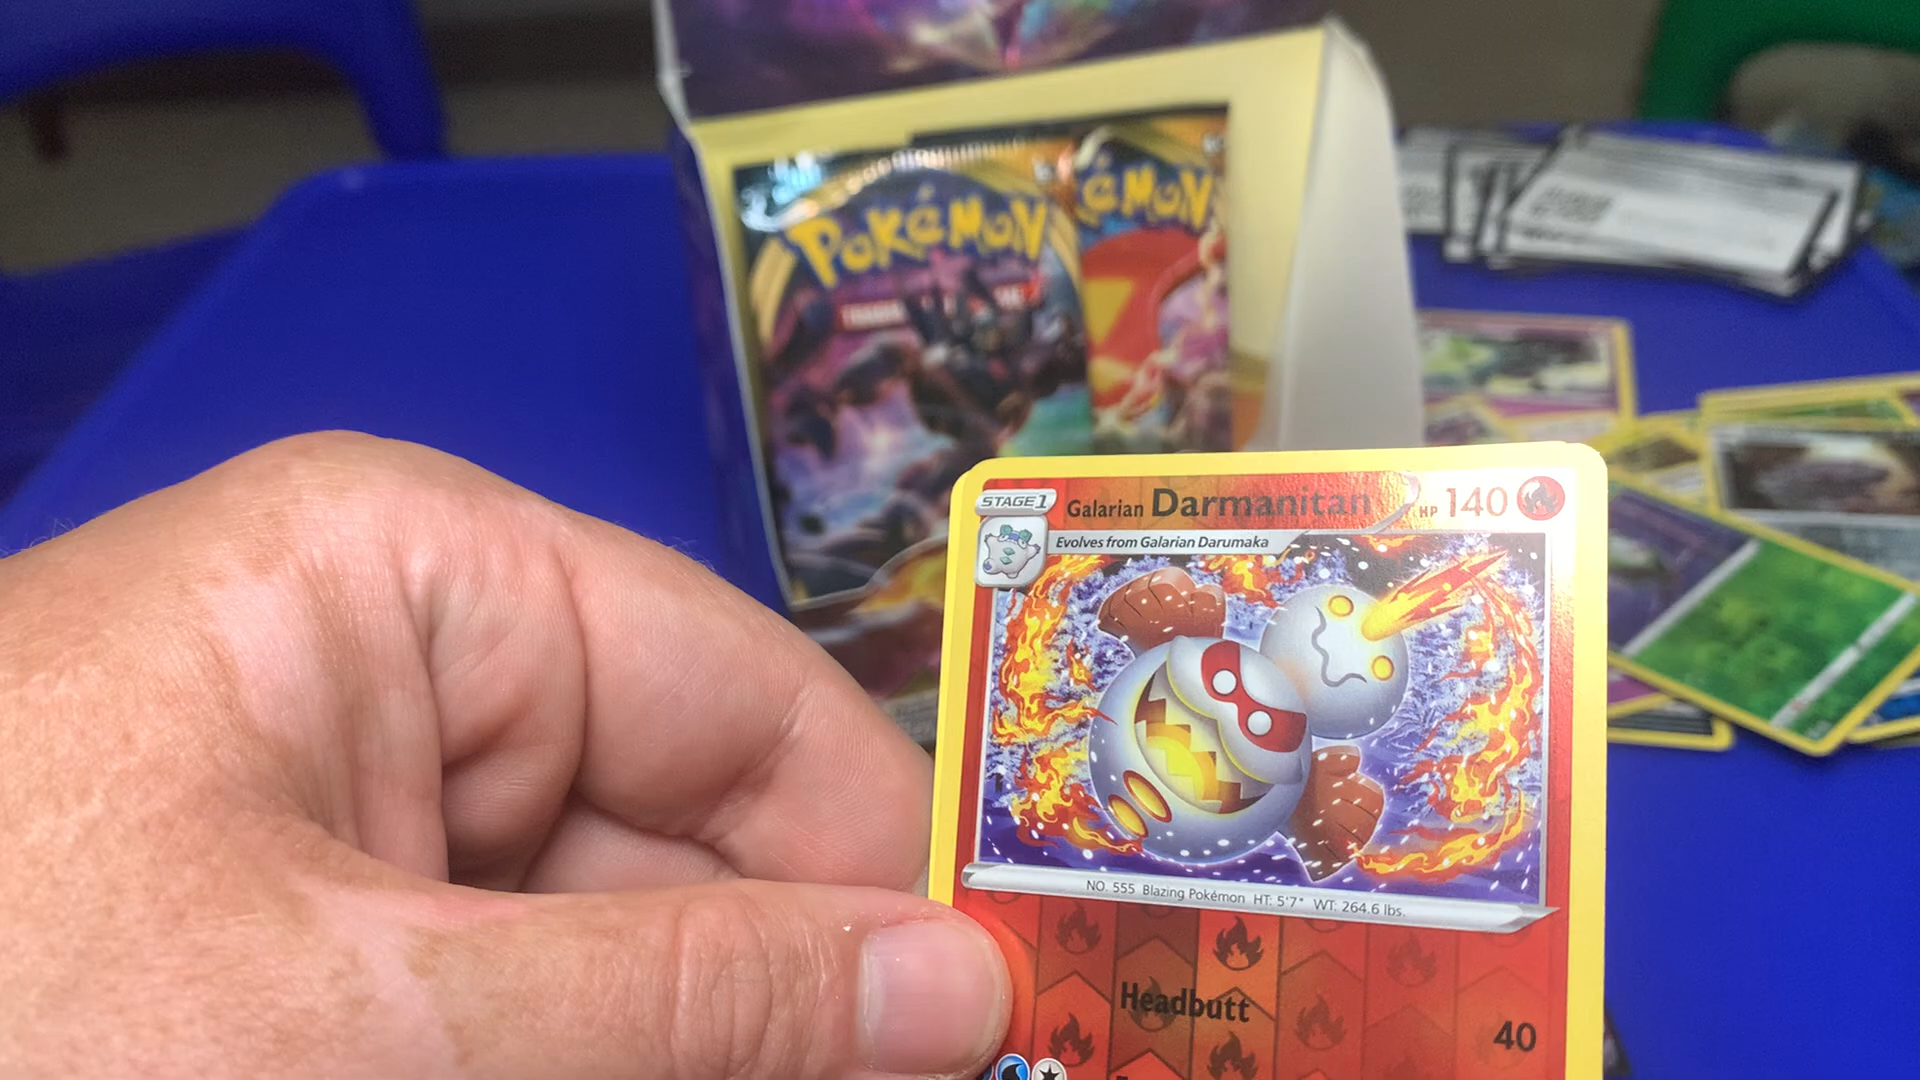 POKéMON
éMON
STAGE 1
Galarian Darmanitan HP 140
Evolves from Galarian Darumaka
NO. 555 Blazing Pokémon HT: 5'7" WT: 264.6 lbs.
Headbutt
40